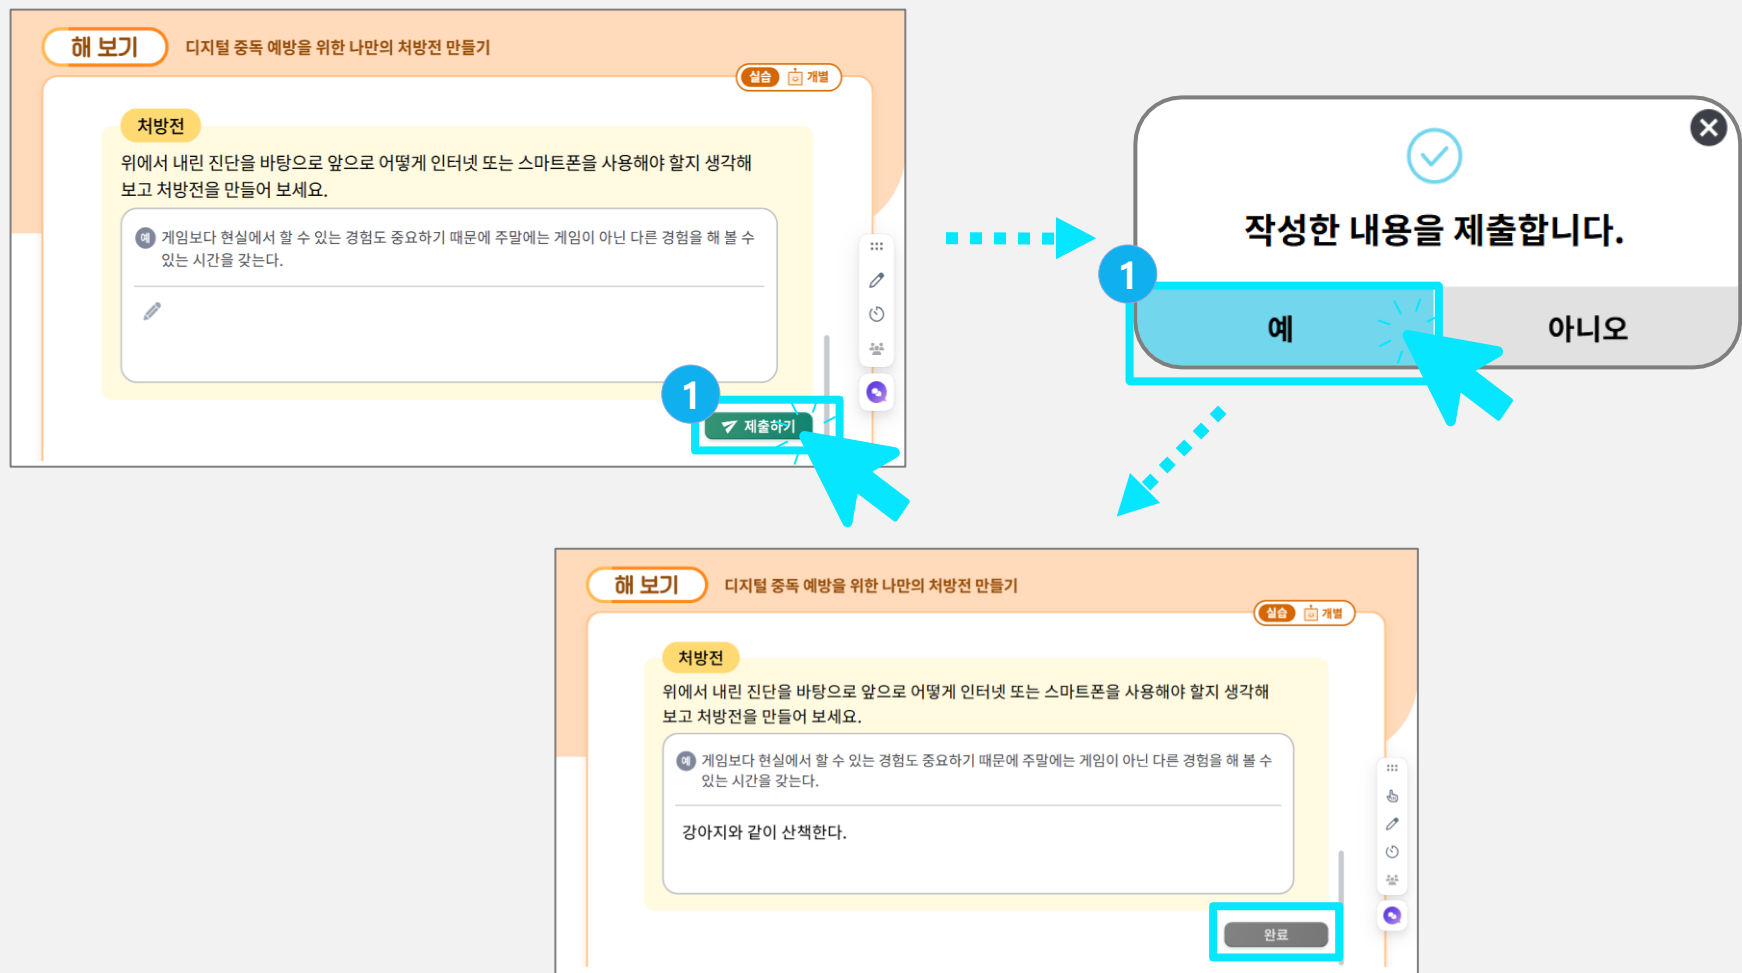 해 보기
디지털 중독 예방을 위한 나만의 처방전 만들기
실습 개별
처방전
위에서 내린 진단을 바탕으로 앞으로 어떻게 인터넷 또는 스마트폰을 사용해야 할지 생각해
보고 처방전을 만들어 보세요.
예 게임보다 현실에서 할 수 있는 경험도 중요하기 때문에 주말에는 게임이 아닌 다른 경험을 해 볼 수
있는 시간을 갖는다.
1
제출하기
작성한 내용을 제출합니다.
1
예
아니오
해 보기
디지털 중독 예방을 위한 나만의 처방전 만들기
실습 개별
처방전
위에서 내린 진단을 바탕으로 앞으로 어떻게 인터넷 또는 스마트폰을 사용해야 할지 생각해
보고 처방전을 만들어 보세요.
예 게임보다 현실에서 할 수 있는 경험도 중요하기 때문에 주말에는 게임이 아닌 다른 경험을 해 볼 수
있는 시간을 갖는다.
강아지와 같이 산책한다.
완료